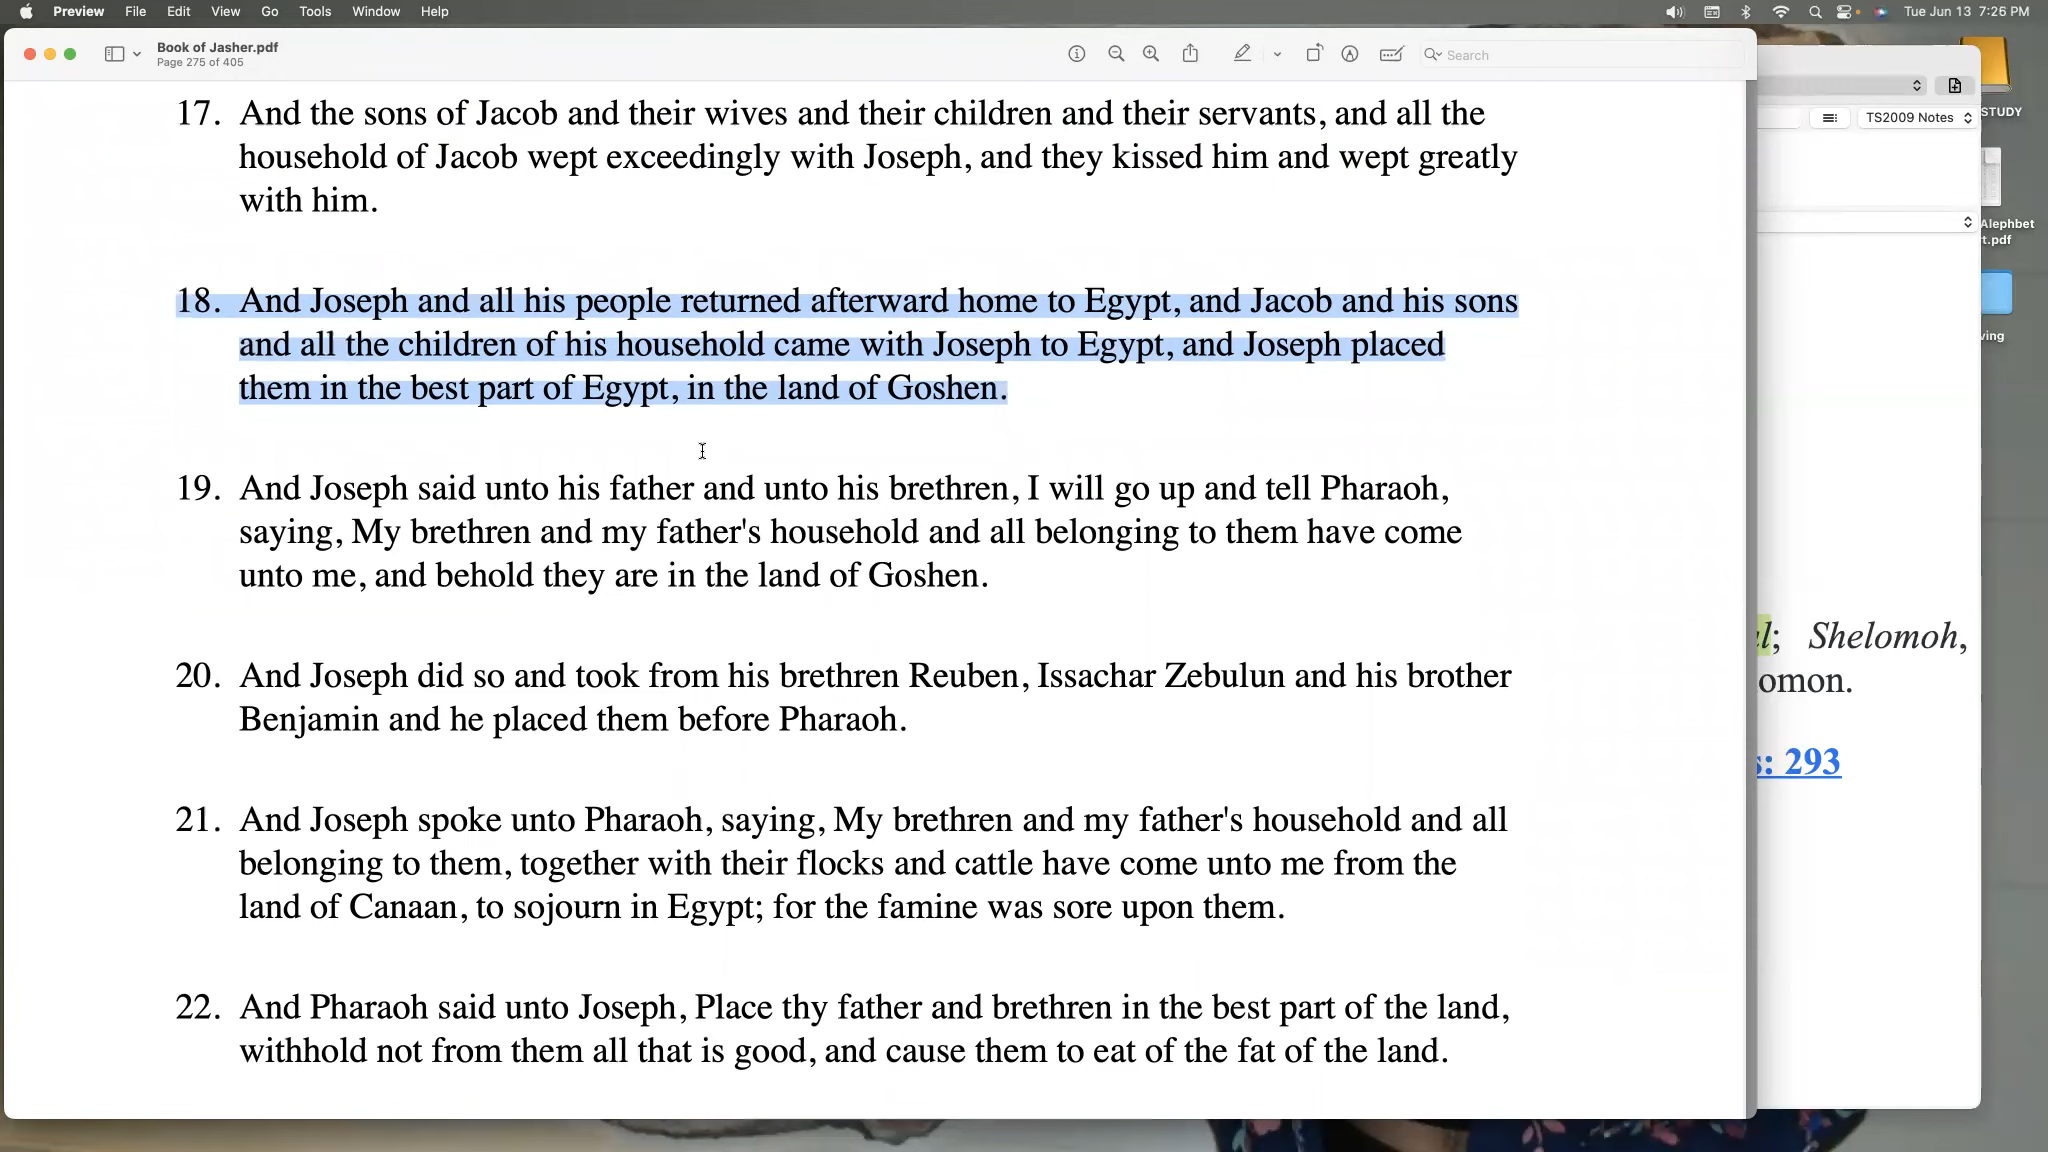 Preview File Edit View Go Tools Window Help Tue Jun 13 7:26 PM
Book of Jasher.pdf
Page 275 of 405
Search
17. And the sons of Jacob and their wives and their children and their servants, and all the
household of Jacob wept exceedingly with Joseph, and they kissed him and wept greatly
with him.
18. And Joseph and all his people returned afterward home to Egypt, and Jacob and his sons
and all the children of his household came with Joseph to Egypt, and Joseph placed
them in the best part of Egypt, in the land of Goshen.
19. And Joseph said unto his father and unto his brethren, I will go up and tell Pharaoh,
saying, My brethren and my father's household and all belonging to them have come
unto me, and behold they are in the land of Goshen.
20. And Joseph did so and took from his brethren Reuben, Issachar Zebulun and his brother
Benjamin and he placed them before Pharaoh.
21. And Joseph spoke unto Pharaoh, saying, My brethren and my father's household and all
belonging to them, together with their flocks and cattle have come unto me from the
land of Canaan, to sojourn in Egypt; for the famine was sore upon them.
22. And Pharaoh said unto Joseph, Place thy father and brethren in the best part of the land,
withhold not from them all that is good, and cause them to eat of the fat of the land.
TS2009 Notes
l; Shelomoh,
omon.
s: 293
STUDY
Alephbet
t.pdf
ving